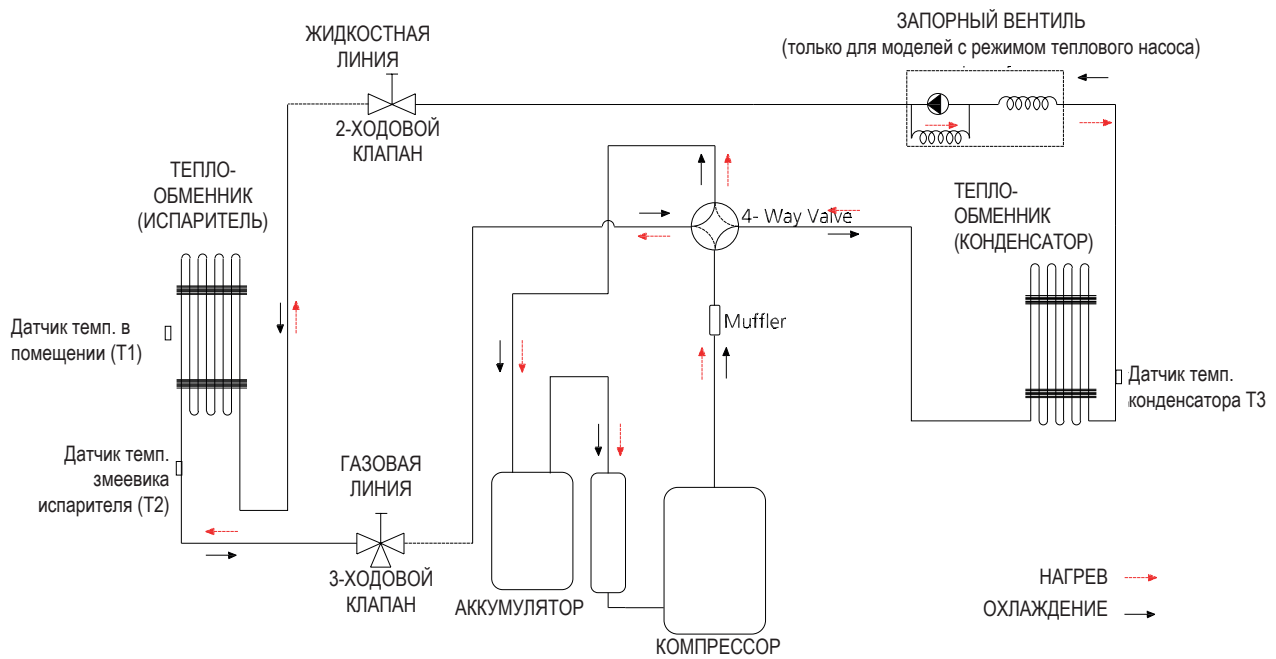 ЗАПОРНЫЙ ВЕНТИЛЬ
(только для моделей с режимом теплового насоса)
ЖИДКОСТНАЯ
ЛИНИЯ
2-ХОДОВОЙ
КЛАПАН
ТЕПЛО-
ОБМЕННИК
(ИСПАРИТЕЛЬ)
4- Way Valve
ТЕПЛО-
ОБМЕННИК
(КОНДЕНСАТОР)
Датчик темп. в
помещении (T1)
Muffler
Датчик темп.
конденсатора T3
Датчик темп.
змеевика
испарителя (T2)
ГАЗОВАЯ
ЛИНИЯ
3-ХОДОВОЙ
КЛАПАН
АККУМУЛЯТОР
КОМПРЕССОР
НАГРЕВ
ОХЛАЖДЕНИЕ